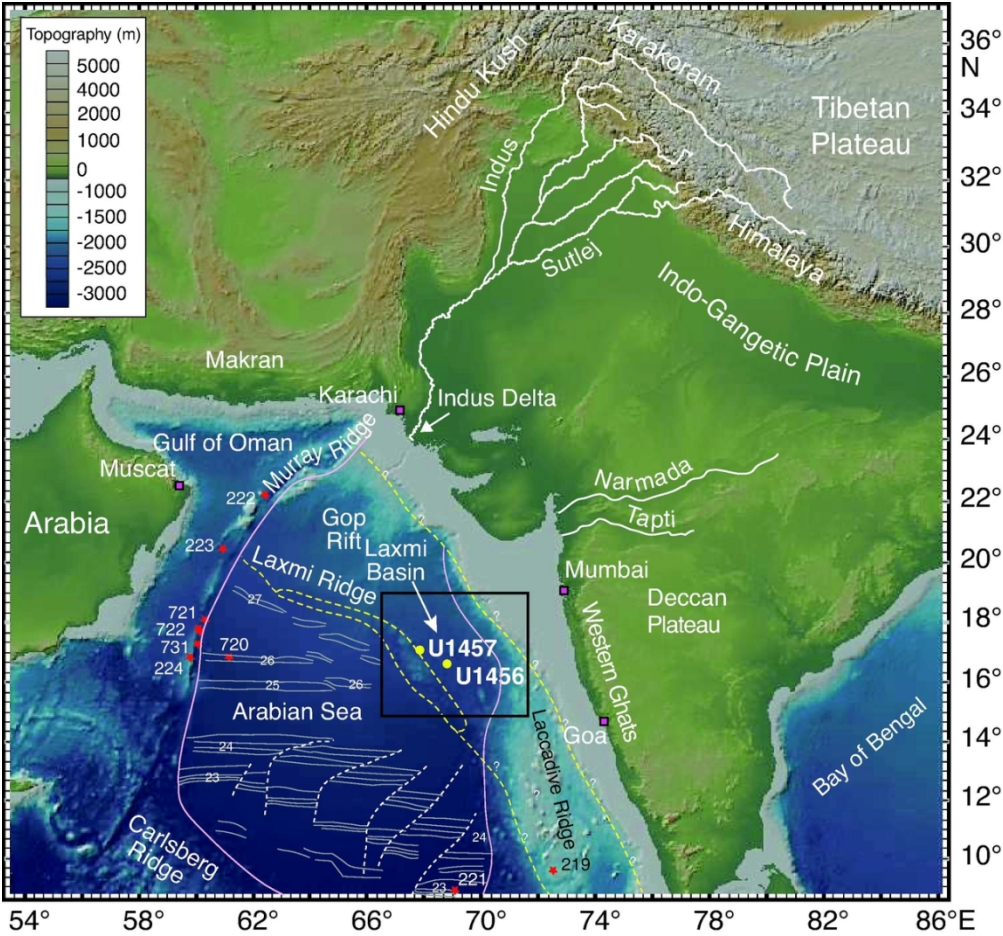 Topography (m)
5000
4000
2000
1000
0
-1000
-1500
-2000
-2500
-3000
Hindu Kush
Karakoram
Tibetan
Plateau
Indus
Sutlej
Himalaya
Indo-Gangetic Plain
Makran
Karachi
Indus Delta
Gulf of Oman
Murray Ridge
Muscat
Arabia
222
223
Narmada
Tapti
Gop
Rift
Laxmi
Basin
Laxmi Ridge
Mumbai
Deccan
Plateau
Western Ghats
27
721
722
731
720
224
26
U1457
U1456
25
26
Arabian Sea
Goa
Laccadive Ridge
Bay of Bengal
24
23
24
Carlsberg
Ridge
219
221
23
?
?
?
?
?
?
?
?
?
?
36°
N
34°
32°
30°
28°
26°
24°
22°
20°
18°
16°
14°
12°
10°
54°
58°
62°
66°
70°
74°
78°
82°
86°E